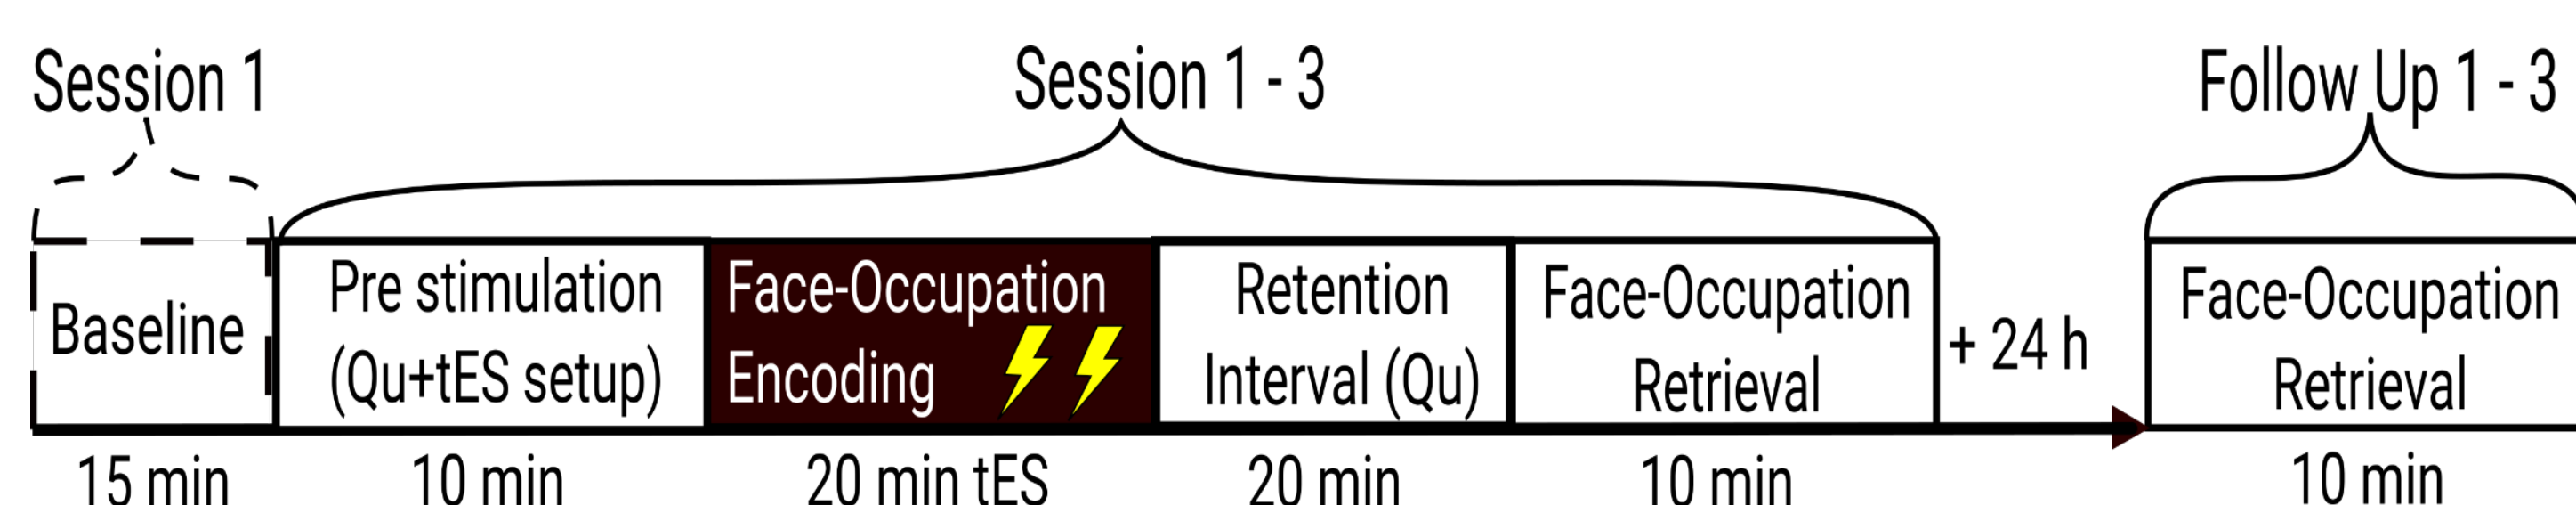 Session 1
Session 1 - 3
Follow Up 1 - 3
Baseline
Pre stimulation
(Qu+tES setup)
Face-Occupation
Encoding
Retention
Interval (Qu)
Face-Occupation
Retrieval
+ 24 h
Face-Occupation
Retrieval
15 min
10 min
20 min tES
20 min
10 min
10 min